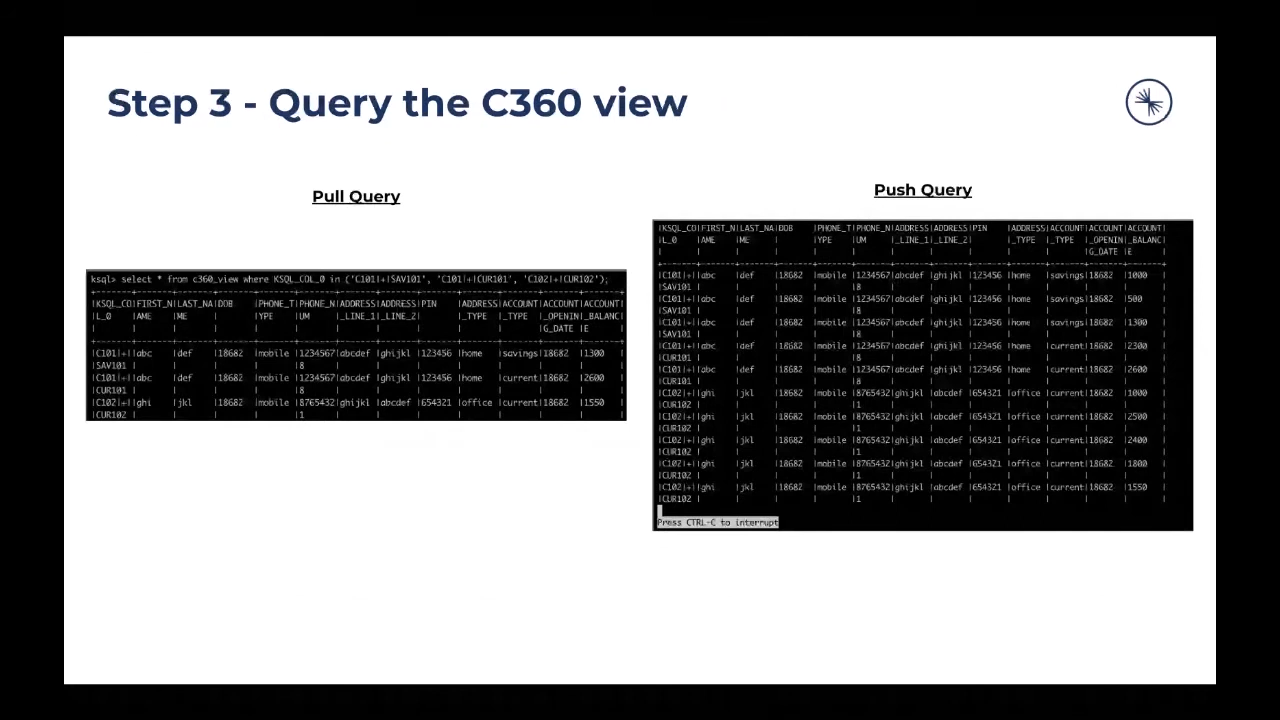 Step 3 - Query the C360 view
Pull Query
ksql> select * from c360_view where KSQL_COL_0 in ('C101|+|SAV101', 'C101|+|CUR101', 'C102|+|CUR102');
|KSQL_CO|FIRST_N|LAST_NA|DOB |PHONE_T|PHONE_N|ADDRESS|ADDRESS|PIN |ADDRESS|ACCOUNT|ACCOUNT|ACCOUNT
|L_0 |AME |ME | |YPE |UM |_LINE_1|_LINE_2| |_TYPE |_TYPE |_OPENIN|_BALANC|
| | | | | | | | | | | |G_DATE |E |
|C101|+||abc |def |18682 |mobile |1234567|abcdef |ghijkl |123456 |home |savings|18682 |1300 |
|SAV101 | | | | |8 | | | | | | | |
|C101|+||abc |def |18682 |mobile |1234567|abcdef |ghijkl |123456 |home |current|18682 |2600 |
|CUR101 | | | | |8 | | | | | | | |
|C102|+||ghi |jkl |18682 |mobile |8765432|ghijkl |abcdef |654321 |office |current|18682 |1550 |
|CUR102 | | | | |1 | | | | | | | |
Push Query
|KSQL_CO|FIRST_N|LAST_NA|DOB |PHONE_T|PHONE_N|ADDRESS|ADDRESS|PIN |ADDRESS|ACCOUNT|ACCOUNT|ACCOUNT|
|L_0 |AME |ME | |YPE |UM |_LINE_1|_LINE_2| |_TYPE |_TYPE |_OPENIN|_BALANC|
| | | | | | | | | | | |G_DATE |E |
|C101|+||abc |def |18682 |mobile |1234567|abcdef |ghijkl |123456 |home |savings|18682 |1000 |
|SAV101 | | | | |8 | | | | | | | |
|C101|+||abc |def |18682 |mobile |1234567|abcdef |ghijkl |123456 |home |savings|18682 |500 |
|SAV101 | | | | |8 | | | | | | | |
|C101|+||abc |def |18682 |mobile |1234567|abcdef |ghijkl |123456 |home |savings|18682 |1300 |
|SAV101 | | | | |8 | | | | | | | |
|C101|+||abc |def |18682 |mobile |1234567|abcdef |ghijkl |123456 |home |current|18682 |2300 |
|CUR101 | | | | |8 | | | | | | | |
|C101|+||abc |def |18682 |mobile |1234567|abcdef |ghijkl |123456 |home |current|18682 |2600 |
|CUR101 | | | | |8 | | | | | | | |
|C102|+||ghi |jkl |18682 |mobile |8765432|ghijkl |abcdef |654321 |office |current|18682 |1000 |
|CUR102 | | | | |1 | | | | | | | |
|C102|+||ghi |jkl |18682 |mobile |8765432|ghijkl |abcdef |654321 |office |current|18682 |2500 |
|CUR102 | | | | |1 | | | | | | | |
|C102|+||ghi |jkl |18682 |mobile |8765432|ghijkl |abcdef |654321 |office |current|18682 |2400 |
|CUR102 | | | | |1 | | | | | | | |
|C102|+||ghi |jkl |18682 |mobile |8765432|ghijkl |abcdef |654321 |office |current|18682 |1800 |
|CUR102 | | | | |1 | | | | | | | |
|C102|+||ghi |jkl |18682 |mobile |8765432|ghijkl |abcdef |654321 |office |current|18682 |1550 |
|CUR102 | | | | |1 | | | | | | | |
Press CTRL-C to interrupt